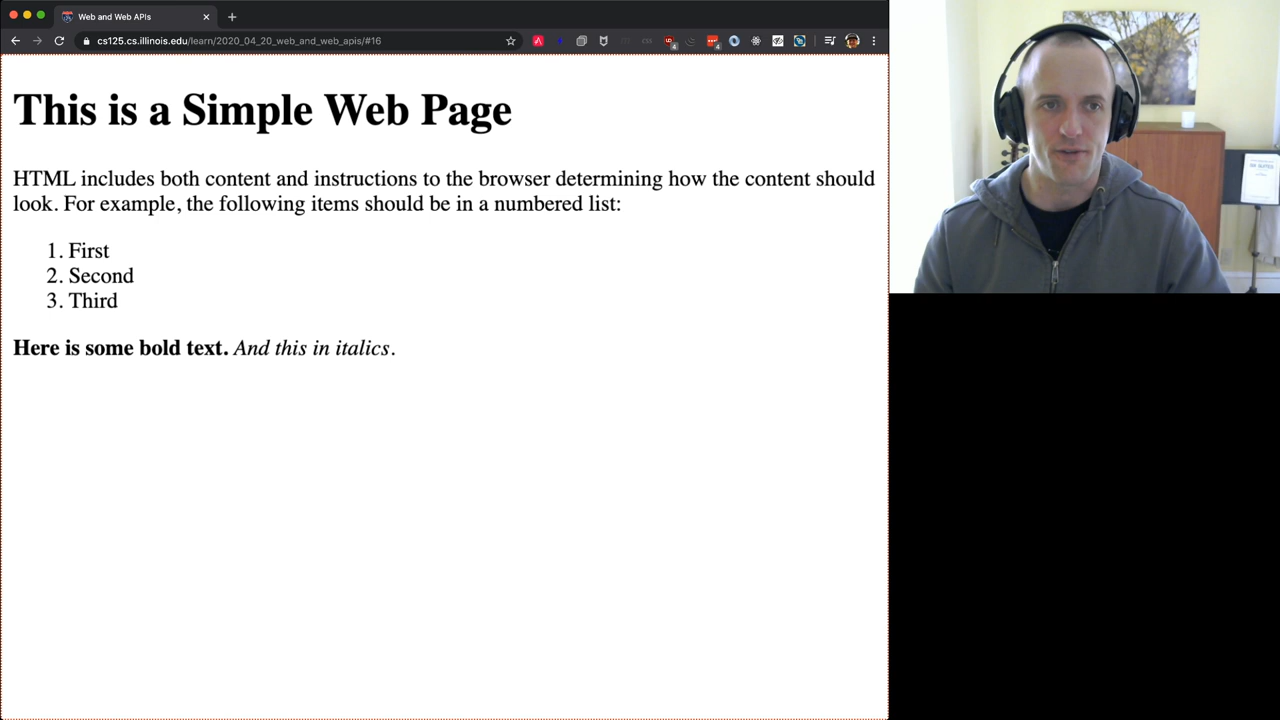 Web and Web APIs
cs125.cs.illinois.edu/learn/2020_04_20_web_and_web_apis/#16
This is a Simple Web Page
HTML includes both content and instructions to the browser determining how the content should
look. For example, the following items should be in a numbered list:
1. First
2. Second
3. Third
Here is some bold text. And this in italics.